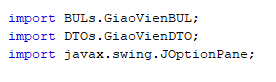 import BULs.GiaoVienBUL;
import DTOs.GiaoVienDTO;
import javax.swing.JOptionPane;